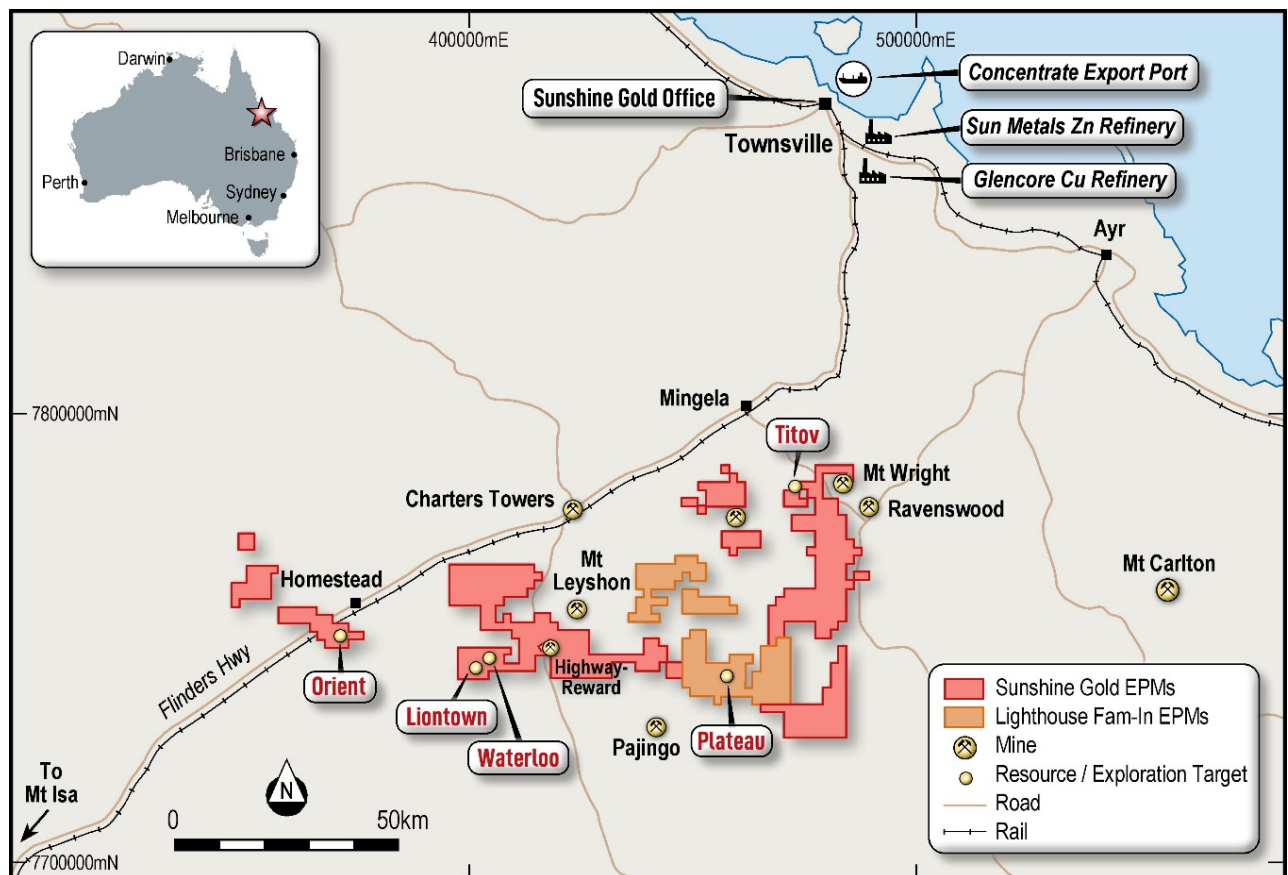 400000mE
500000mE
Darwin
Brisbane
Perth
Sydney
Melbourne
Sunshine Gold Office
Concentrate Export Port
Townsville
Sun Metals Zn Refinery
Glencore Cu Refinery
Ayr
7800000mN
Mingela
Titov
Mt Wright
Charters Towers
Ravenswood
Mt
Leyshon
Homestead
Mt Carlton
Flinders Hwy
Orient
Highway-
Reward
Liontown
Waterloo
Pajingo
Plateau
To
Mt Isa
N
0
50km
7700000mN
Sunshine Gold EPMs
Lighthouse Fam-In EPMs
Mine
Resource / Exploration Target
Road
Rail